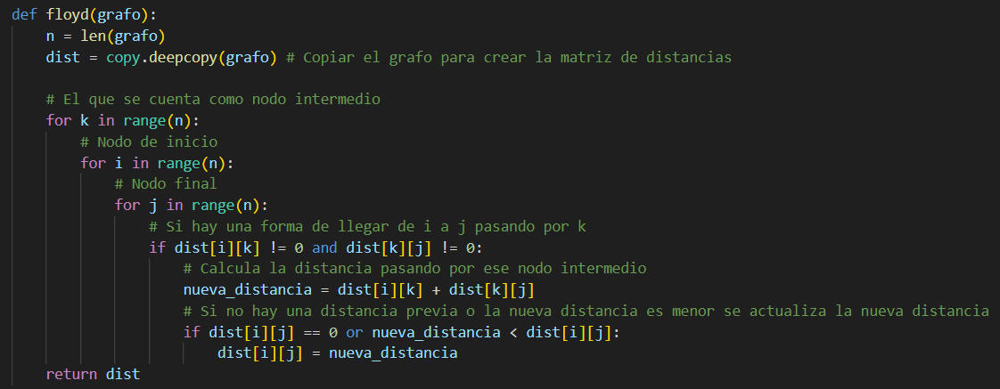 def floyd(grafo):
    n = len(grafo)
    dist = copy.deepcopy(grafo) # Copiar el grafo para crear la matriz de distancias
    # El que se cuenta como nodo intermedio
    for k in range(n):
        # Nodo de inicio
        for i in range(n):
            # Nodo final
            for j in range(n):
                # Si hay una forma de llegar de i a j pasando por k
                if dist[i][k] != 0 and dist[k][j] != 0:
                    # Calcula la distancia pasando por ese nodo intermedio
                    nueva_distancia = dist[i][k] + dist[k][j]
                    # Si no hay una distancia previa o la nueva distancia es menor se actualiza la nueva distancia
                    if dist[i][j] == 0 or nueva_distancia < dist[i][j]:
                        dist[i][j] = nueva_distancia
    return dist